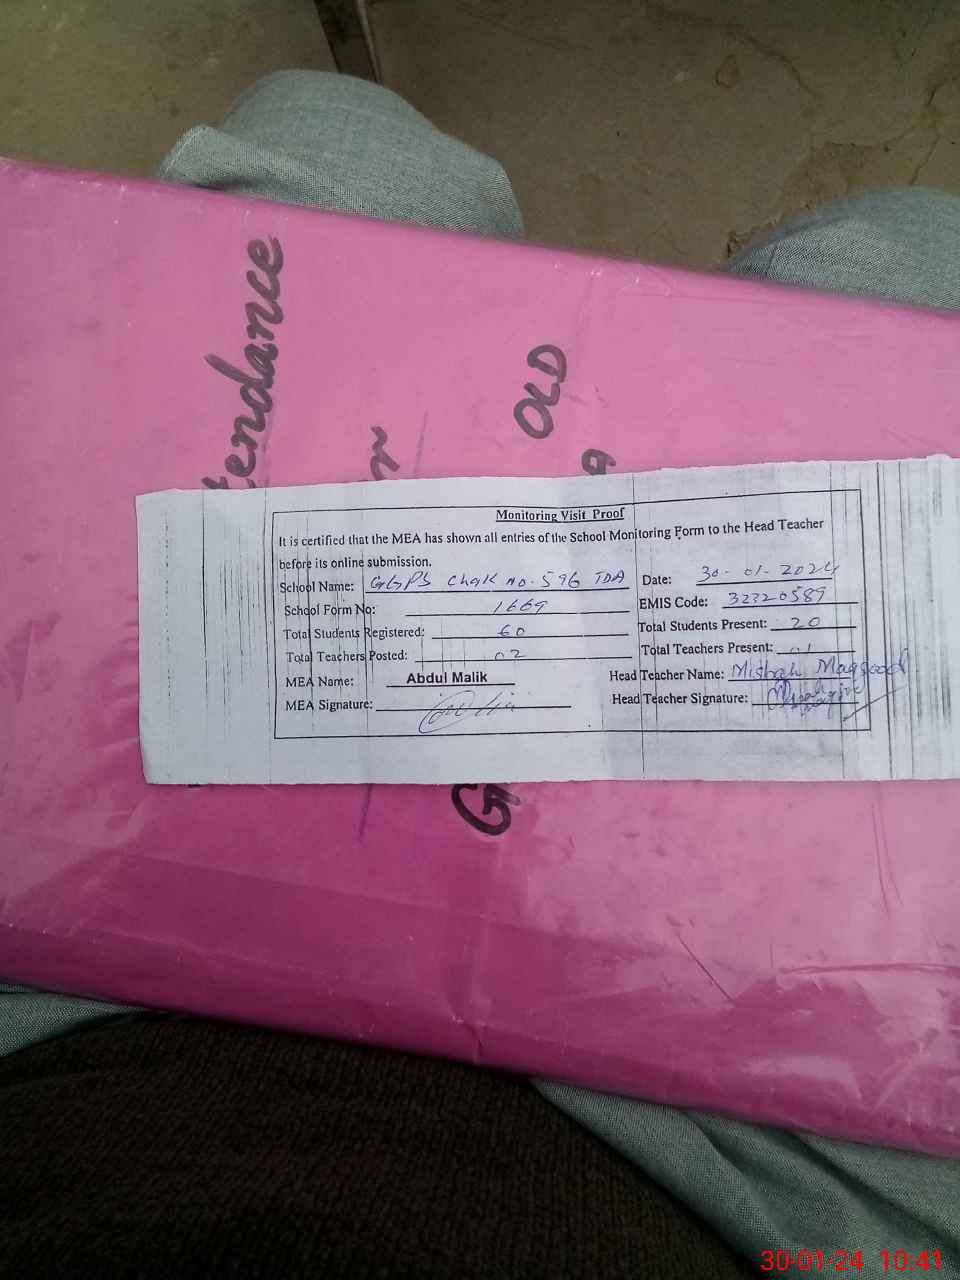 tendance
OLD
Monitoring Visit Proof
It is certified that the MEA has shown all entries of the School Monitoring Form to the Head Teacher
before its online submission.
School Name: GGPS Chak no. 596 TDA Date: 30-01-2024
School Form No: 1669 EMIS Code: 32320589
Total Students Registered: 60 Total Students Present: 20
Total Teachers Posted: 02 Total Teachers Present: 01
MEA Name: Abdul Malik Head Teacher Name: Misbah Maqsood
MEA Signature: Head Teacher Signature:
G
30-01-24 10:41